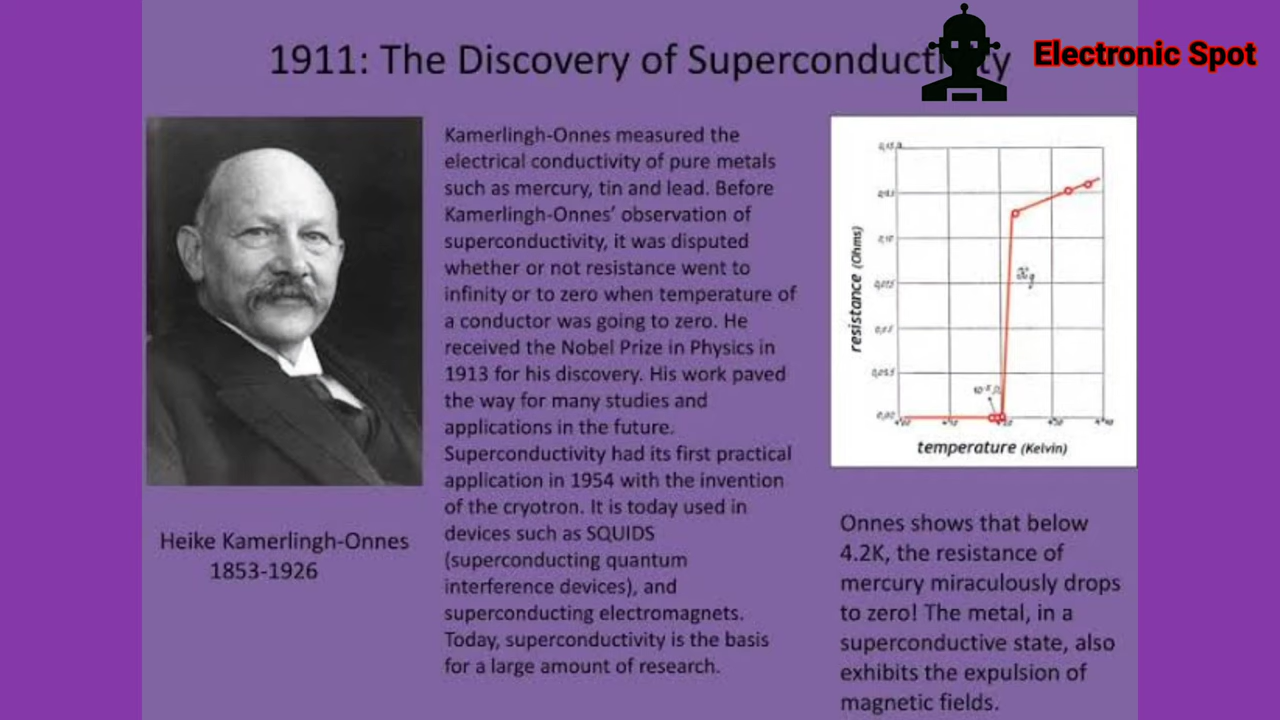 1911: The Discovery of Superconductivity
Electronic Spot
Kamerlingh-Onnes measured the
electrical conductivity of pure metals
such as mercury, tin and lead. Before
Kamerlingh-Onnes’ observation of
superconductivity, it was disputed
whether or not resistance went to
infinity or to zero when temperature of
a conductor was going to zero. He
received the Nobel Prize in Physics in
1913 for his discovery. His work paved
the way for many studies and
applications in the future.
Superconductivity had its first practical
application in 1954 with the invention
of the cryotron. It is today used in
devices such as SQUIDS
(superconducting quantum
interference devices), and
superconducting electromagnets.
Today, superconductivity is the basis
for a large amount of research.
Heike Kamerlingh-Onnes
1853-1926
resistance (Ohms)
temperature (Kelvin)
Onnes shows that below
4.2K, the resistance of
mercury miraculously drops
to zero! The metal, in a
superconductive state, also
exhibits the expulsion of
magnetic fields.